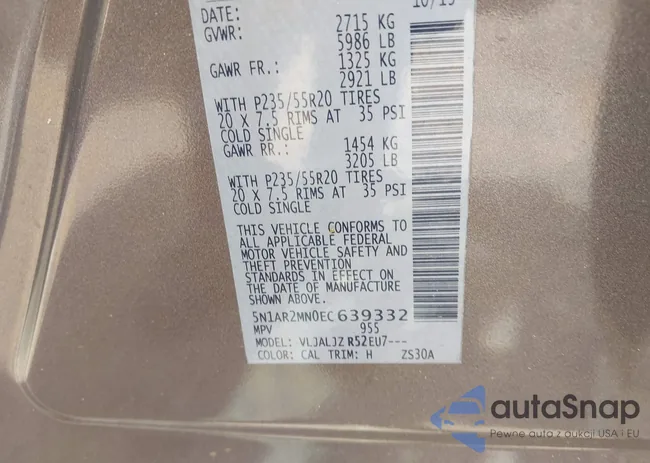 DATE: 10/13
GVWR: 2715 KG
5986 LB
GAWR FR.: 1325 KG
2921 LB
WITH P235/55R20 TIRES
20 X 7.5 RIMS AT 35 PSI
COLD SINGLE
GAWR RR.: 1454 KG
3205 LB
WITH P235/55R20 TIRES
20 X 7.5 RIMS AT 35 PSI
COLD SINGLE
THIS VEHICLE CONFORMS TO
ALL APPLICABLE FEDERAL
MOTOR VEHICLE SAFETY AND
THEFT PREVENTION
STANDARDS IN EFFECT ON
THE DATE OF MANUFACTURE
SHOWN ABOVE.
5N1AR2MN0EC639332
MPV 955
MODEL: VLJALJZ R52EU7---
COLOR: CAL TRIM: H ZS30A
autoSnap
Pewne auta z aukcji USA i EU